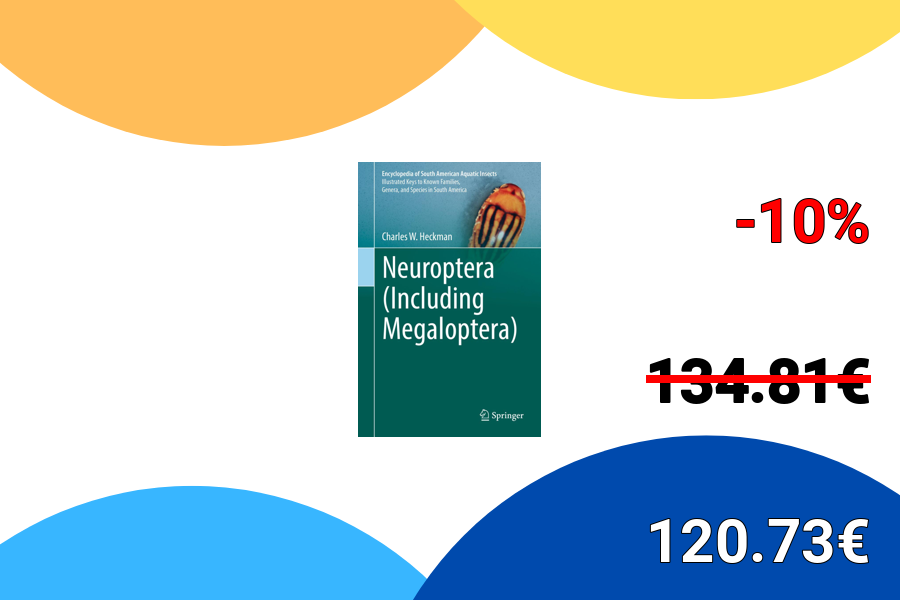 Encyclopedia of South American Aquatic Insects
Illustrated Keys to Known Families,
Genera, and Species in South America
Charles W. Heckman
Neuroptera
(Including
Megaloptera)
Springer
-10%
134.81€
120.73€